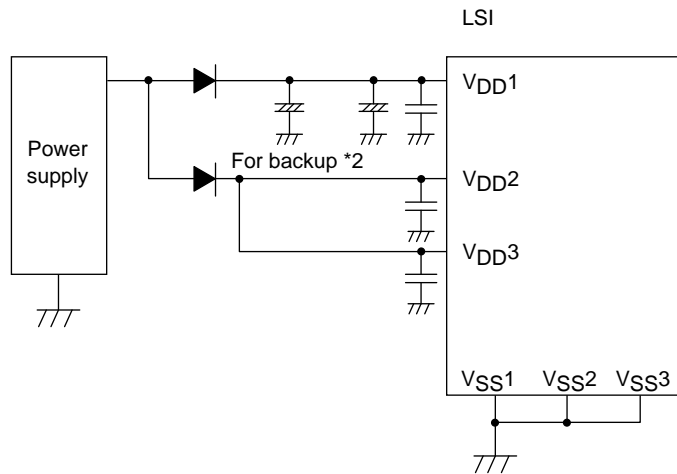 LSI
VDD1
Power
supply
For backup *2
VDD2
VDD3
VSS1 VSS2 VSS3